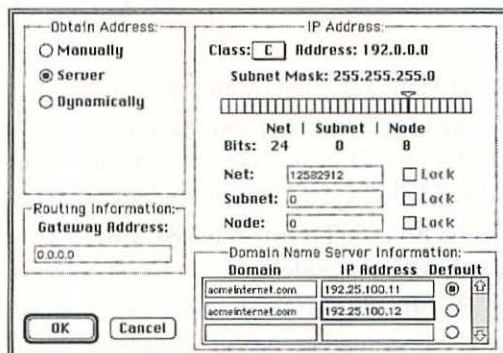 Obtain Address:
Manually
Server
Dynamically
Routing Information:
Gateway Address:
0.0.0.0
OK
Cancel
IP Address:
Class: C Address: 192.0.0.0
Subnet Mask: 255.255.255.0
Net | Subnet | Node
Bits: 24 0 8
Net: 12582912 Lock
Subnet: 0 Lock
Node: 0 Lock
Domain Name Server Information:
Domain IP Address Default
acmeinternet.com 192.25.100.11
acmeinternet.com 192.25.100.12